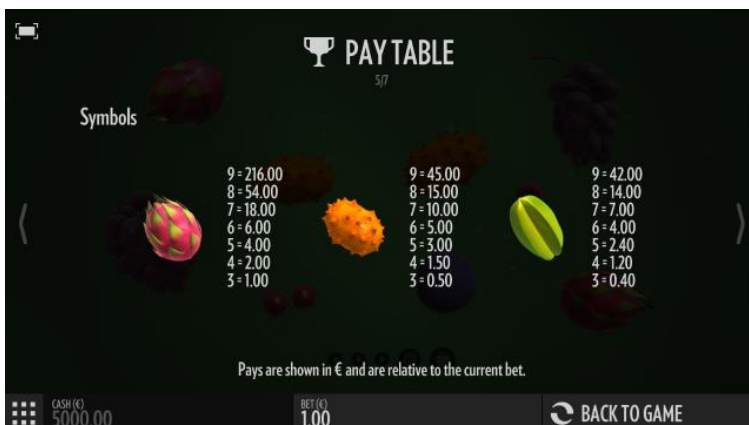 PAY TABLE
5/7
Symbols
9 = 216.00
8 = 54.00
7 = 18.00
6 = 6.00
5 = 4.00
4 = 2.00
3 = 1.00
9 = 45.00
8 = 15.00
7 = 10.00
6 = 5.00
5 = 3.00
4 = 1.50
3 = 0.50
9 = 42.00
8 = 14.00
7 = 7.00
6 = 4.00
5 = 2.40
4 = 1.20
3 = 0.40
Pays are shown in € and are relative to the current bet.
CASH (€)
5000.00
BET (€)
1.00
BACK TO GAME